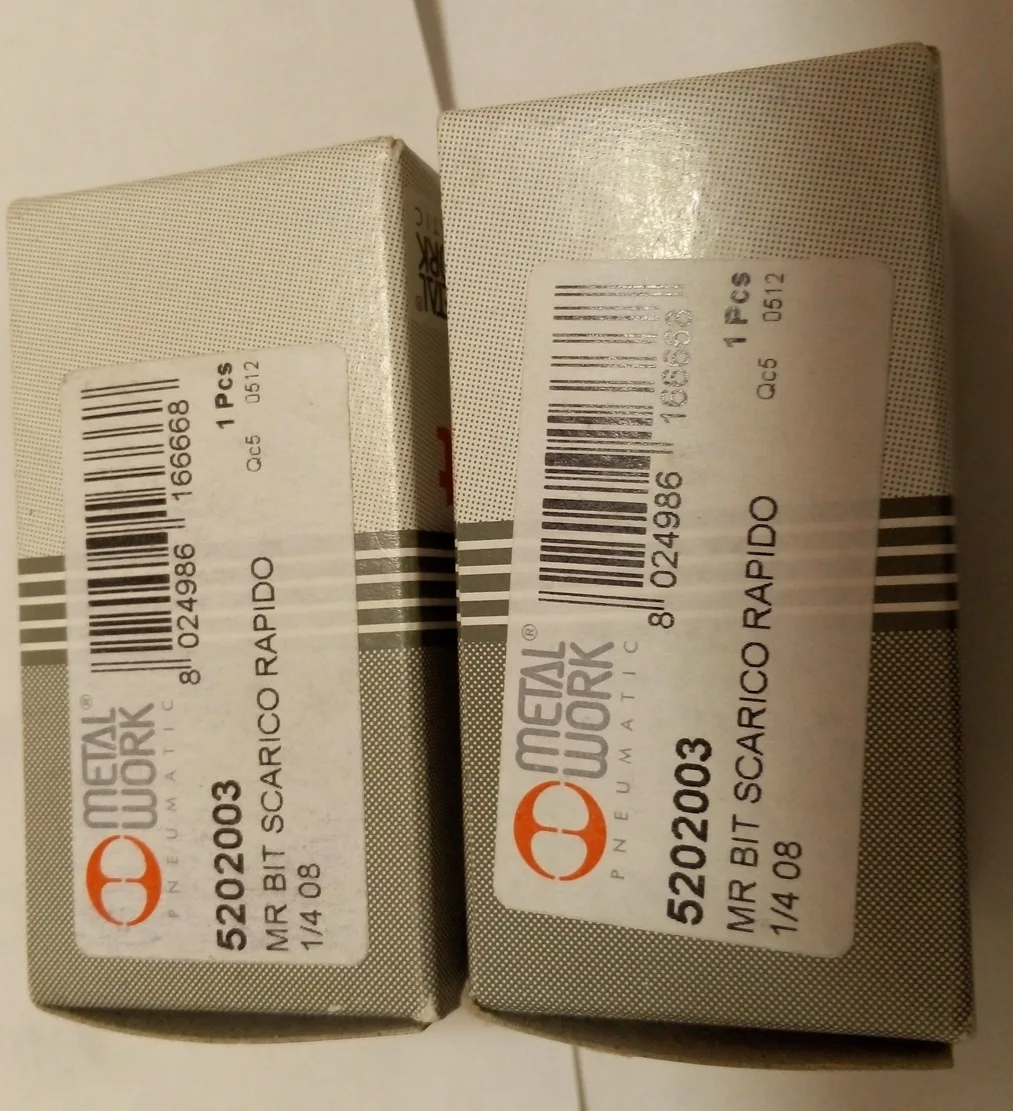 METAL®
WORK
PNEUMATIC
8 024986 166668
1 Pcs
Qc5 0512
5202003
MR BIT SCARICO RAPIDO
1/4 08
METAL®
WORK
PNEUMATIC
8 024986 166668
1 Pcs
Qc5 0512
5202003
MR BIT SCARICO RAPIDO
1/4 08